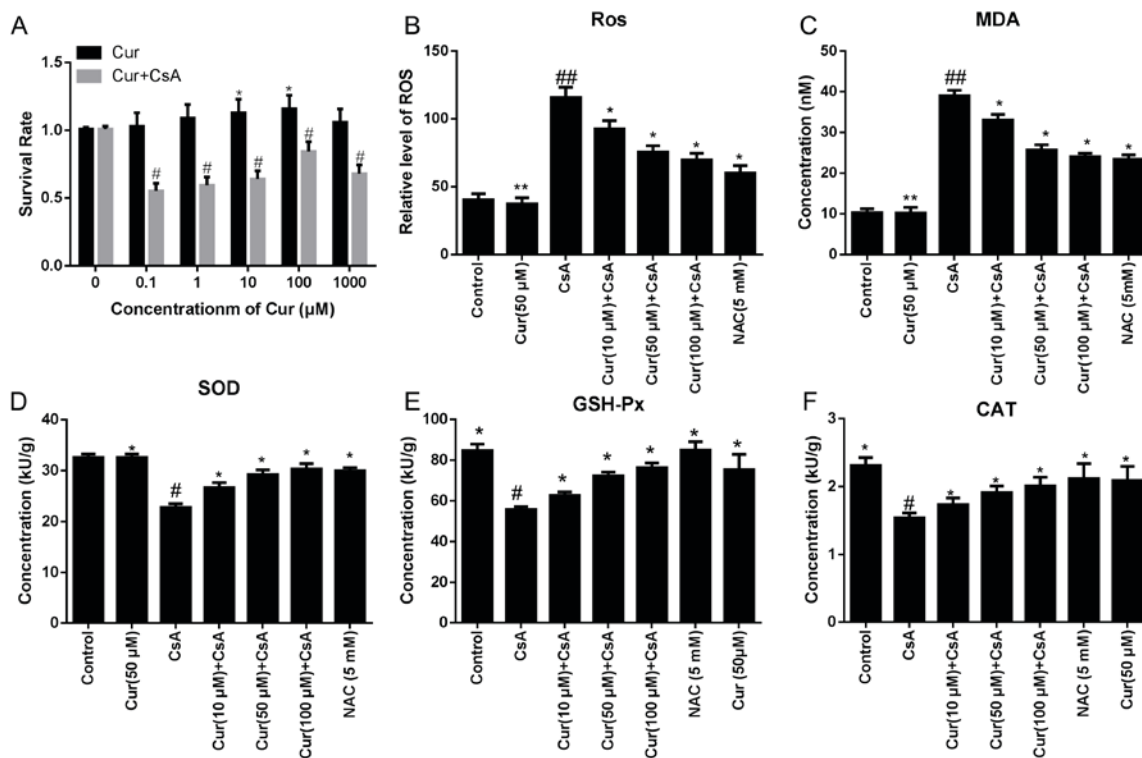 A
Cur
Cur+CsA
Survival Rate
1.5
1.0
0.5
0.0
* *
# # # # #
0 0.1 1 10 100 1000
Concentrationm of Cur (μM)
B
Ros
Relative level of ROS
150
100
50
0
** ## * * * *
Control
Cur(50 μM)
CsA
Cur(10 μM)+CsA
Cur(50 μM)+CsA
Cur(100 μM)+CsA
NAC(5 mM)
C
MDA
Concentration (nM)
50
40
30
20
10
0
** ## * * * *
Control
Cur(50 μM)
CsA
Cur(10 μM)+CsA
Cur(50 μM)+CsA
Cur(100 μM)+CsA
NAC (5mM)
D
SOD
Concentration (kU/g)
40
30
20
10
0
* # * * * *
Control
Cur(50 μM)
CsA
Cur(10 μM)+CsA
Cur(50 μM)+CsA
Cur(100 μM)+CsA
NAC (5 mM)
E
GSH-Px
Concentration (kU/g)
100
80
60
40
20
0
* # * * * * *
Control
CsA
Cur(10 μM)+CsA
Cur(50 μM)+CsA
Cur(100 μM)+CsA
NAC (5 mM)
Cur (50μM)
F
CAT
Concentration (kU/g)
3
2
1
0
* # * * * * *
Control
CsA
Cur(10 μM)+CsA
Cur(50 μM)+CsA
Cur(100 μM)+CsA
NAC (5 mM)
Cur(50 μM)